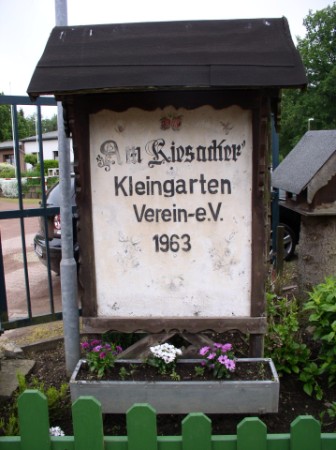 Am Kiesacker
Kleingarten
Verein-e.V.
1963